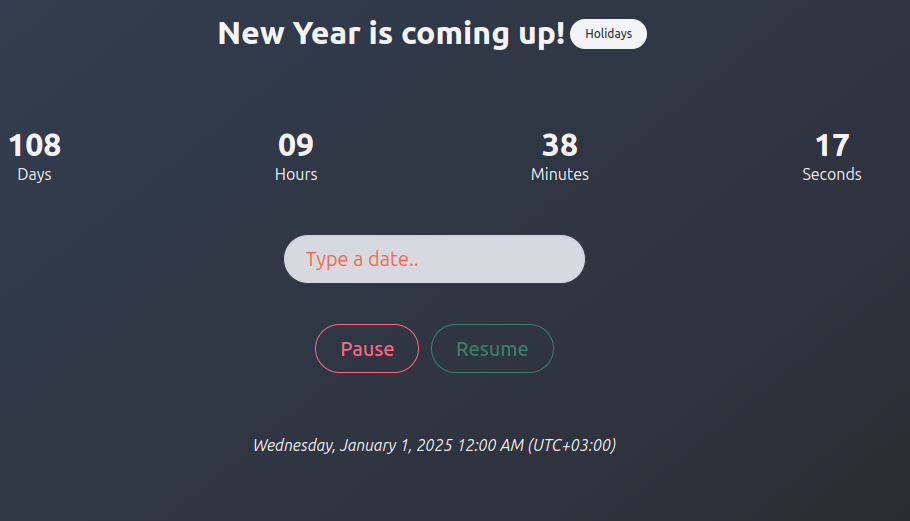 New Year is coming up! Holidays
108 09 38 17
Days Hours Minutes Seconds
Type a date..
Pause Resume
Wednesday, January 1, 2025 12:00 AM (UTC+03:00)